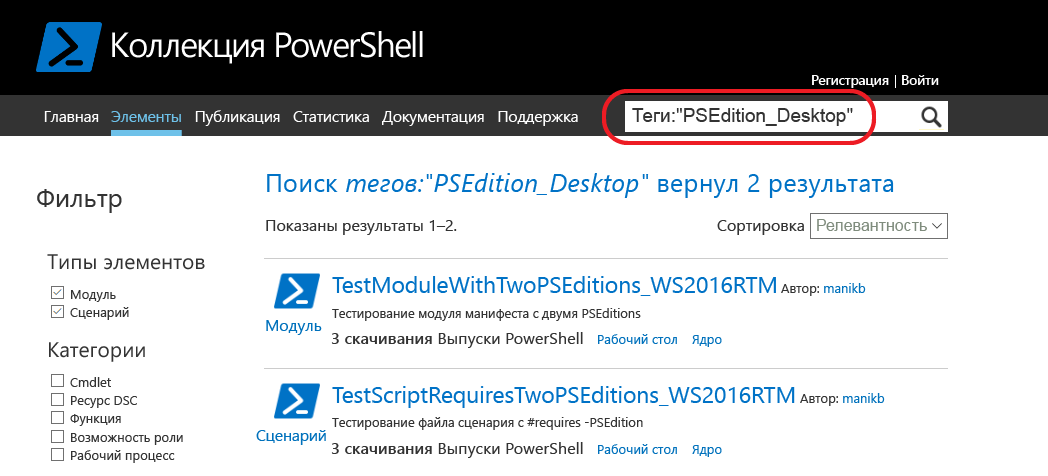 Коллекция PowerShell
Регистрация | Войти
Главная Элементы Публикация Статистика Документация Поддержка Теги:"PSEdition_Desktop"
Фильтр
Типы элементов
Модуль
Сценарий
Категории
Cmdlet
Ресурс DSC
Функция
Возможность роли
Рабочий процесс
Поиск тегов:"PSEdition_Desktop" вернул 2 результата
Показаны результаты 1–2. Сортировка Релевантность
TestModuleWithTwoPSEditions_WS2016RTM Автор: manikb
Модуль
Тестирование модуля манифеста с двумя PSEditions
3 скачивания Выпуски PowerShell Рабочий стол Ядро
TestScriptRequiresTwoPSEditions_WS2016RTM Автор: manikb
Сценарий
Тестирование файла сценария с #requires -PSEdition
3 скачивания Выпуски PowerShell Рабочий стол Ядро